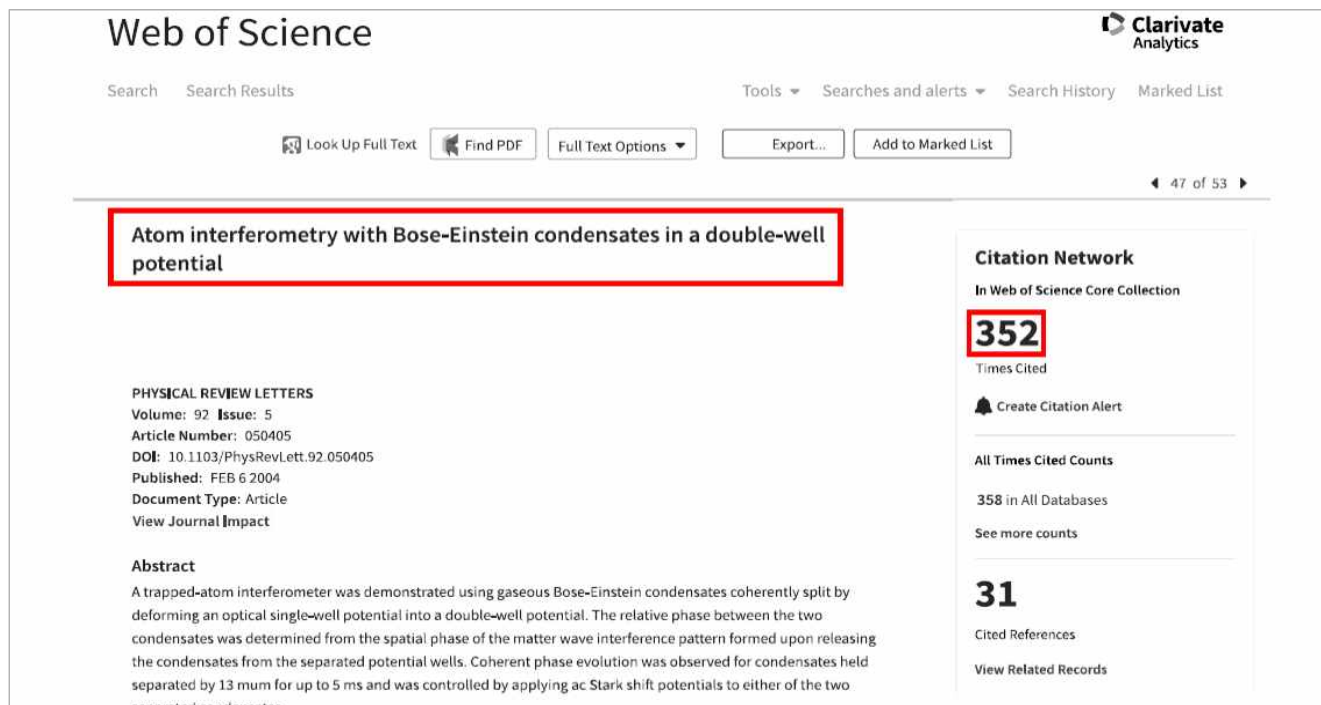 Web of Science
Clarivate
Analytics
Search Search Results Tools Searches and alerts Search History Marked List
Look Up Full Text Find PDF Full Text Options Export... Add to Marked List
47 of 53
Atom interferometry with Bose-Einstein condensates in a double-well
potential
PHYSICAL REVIEW LETTERS
Volume: 92 Issue: 5
Article Number: 050405
DOI: 10.1103/PhysRevLett.92.050405
Published: FEB 6 2004
Document Type: Article
View Journal Impact
Abstract
A trapped-atom interferometer was demonstrated using gaseous Bose-Einstein condensates coherently split by
deforming an optical single-well potential into a double-well potential. The relative phase between the two
condensates was determined from the spatial phase of the matter wave interference pattern formed upon releasing
the condensates from the separated potential wells. Coherent phase evolution was observed for condensates held
separated by 13 mum for up to 5 ms and was controlled by applying ac Stark shift potentials to either of the two
Citation Network
In Web of Science Core Collection
352
Times Cited
Create Citation Alert
All Times Cited Counts
358 in All Databases
See more counts
31
Cited References
View Related Records